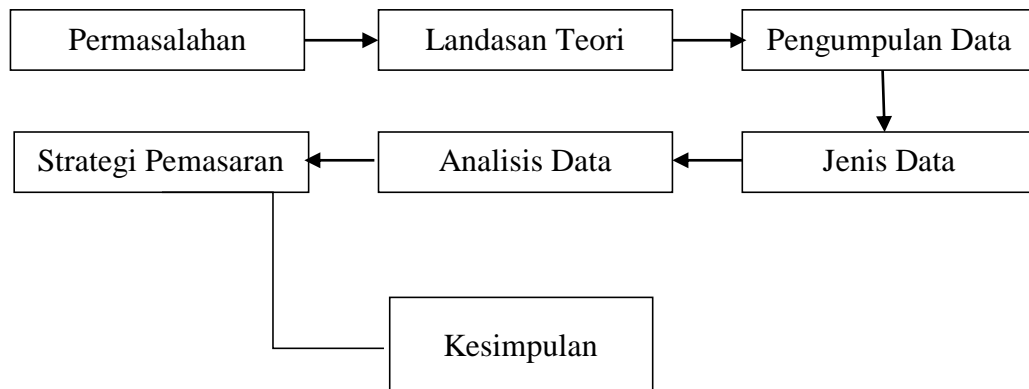 Permasalahan
Landasan Teori
Pengumpulan Data
Strategi Pemasaran
Analisis Data
Jenis Data
Kesimpulan